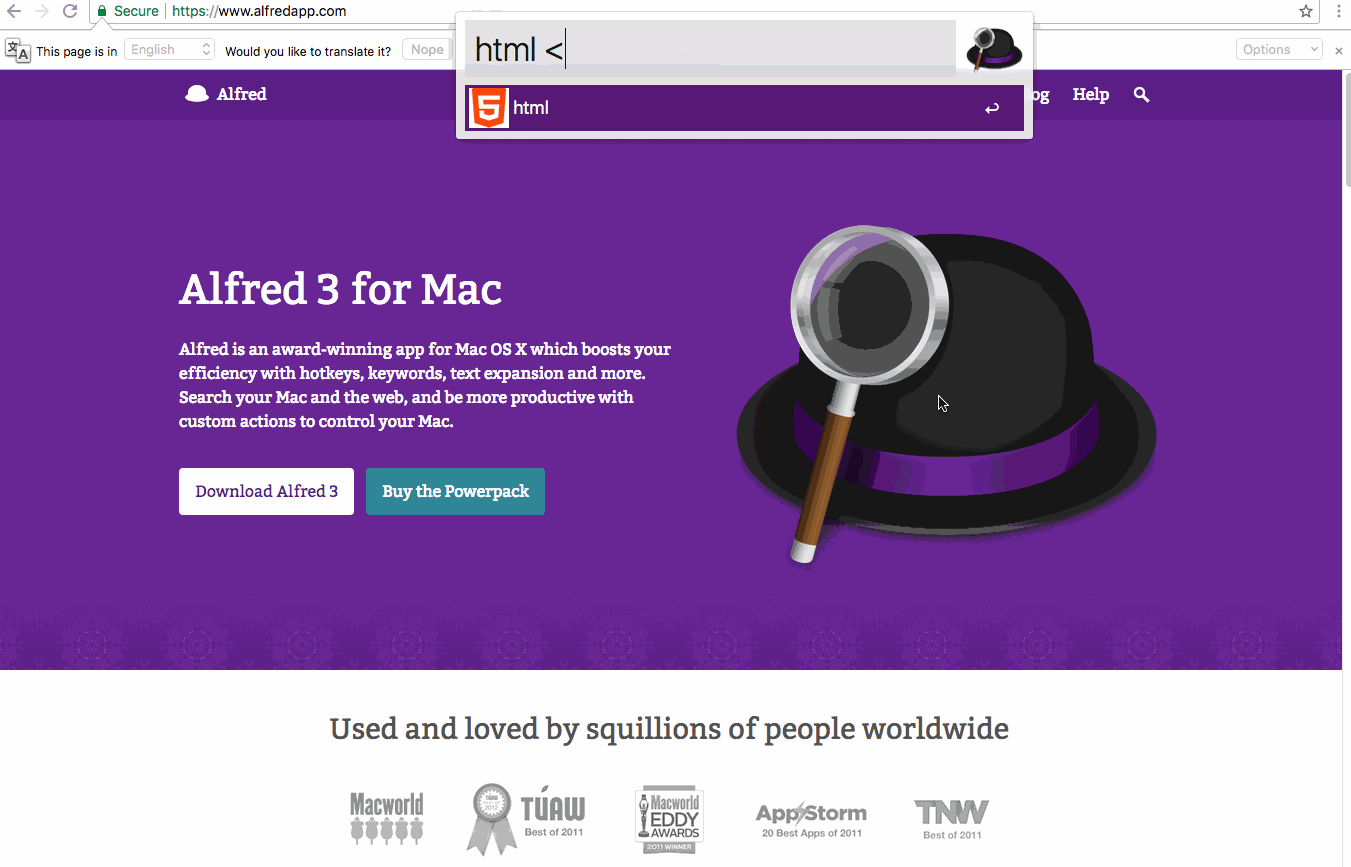 Secure https://www.alfredapp.com
This page is in English Would you like to translate it? Nope Options
html <
html
Alfred
og Help
Alfred 3 for Mac
Alfred is an award-winning app for Mac OS X which boosts your
efficiency with hotkeys, keywords, text expansion and more.
Search your Mac and the web, and be more productive with
custom actions to control your Mac.
Download Alfred 3 Buy the Powerpack
Used and loved by squillions of people worldwide
Macworld
TUAW
BEST OF
2012
TÚAW
Best of 2011
Macworld
EDDY
AWARDS
2011 WINNER
AppStorm
20 Best Apps of 2011
TNW
Best of 2011